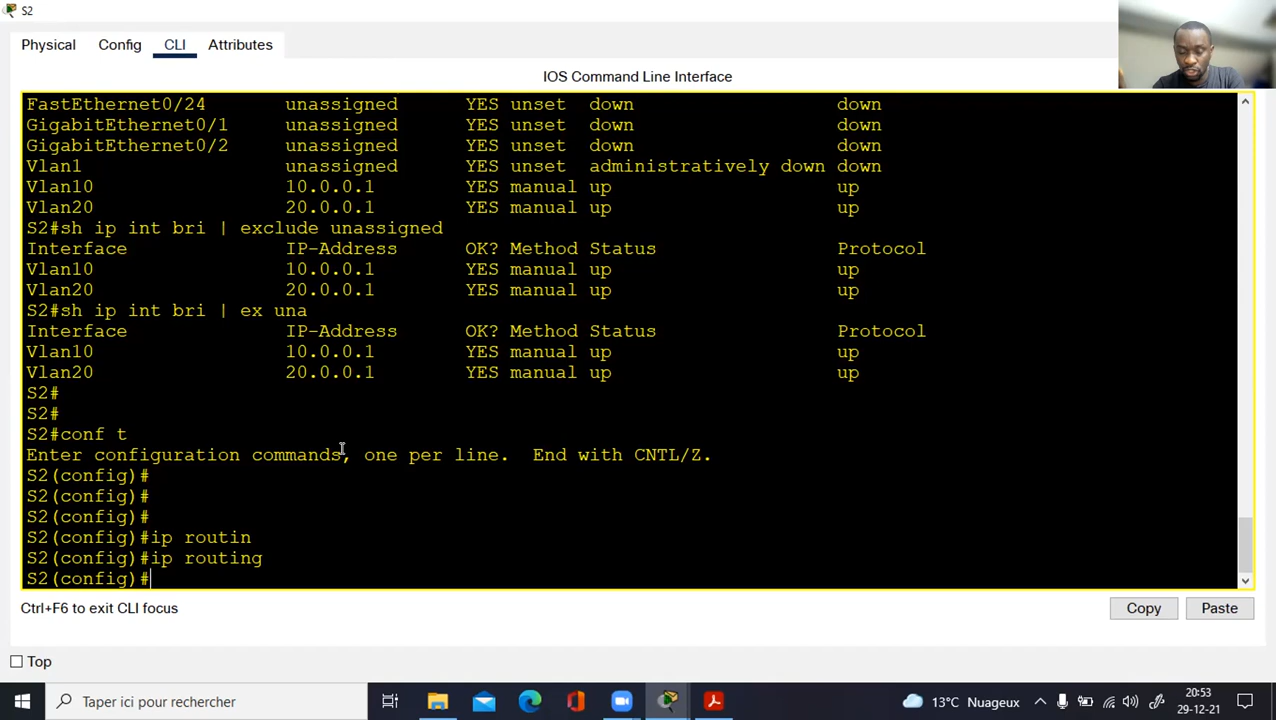 S2
Physical Config CLI Attributes
IOS Command Line Interface
FastEthernet0/24 unassigned YES unset down down
GigabitEthernet0/1 unassigned YES unset down down
GigabitEthernet0/2 unassigned YES unset down down
Vlan1 unassigned YES unset administratively down down
Vlan10 10.0.0.1 YES manual up up
Vlan20 20.0.0.1 YES manual up up
S2#sh ip int bri | exclude unassigned
Interface IP-Address OK? Method Status Protocol
Vlan10 10.0.0.1 YES manual up up
Vlan20 20.0.0.1 YES manual up up
S2#sh ip int bri | ex una
Interface IP-Address OK? Method Status Protocol
Vlan10 10.0.0.1 YES manual up up
Vlan20 20.0.0.1 YES manual up up
S2#
S2#
S2#conf t
Enter configuration commands, one per line. End with CNTL/Z.
S2(config)#
S2(config)#
S2(config)#
S2(config)#ip routin
S2(config)#ip routing
S2(config)#
Ctrl+F6 to exit CLI focus
Copy Paste
Top
Taper ici pour rechercher
13°C Nuageux
20:53
29-12-21